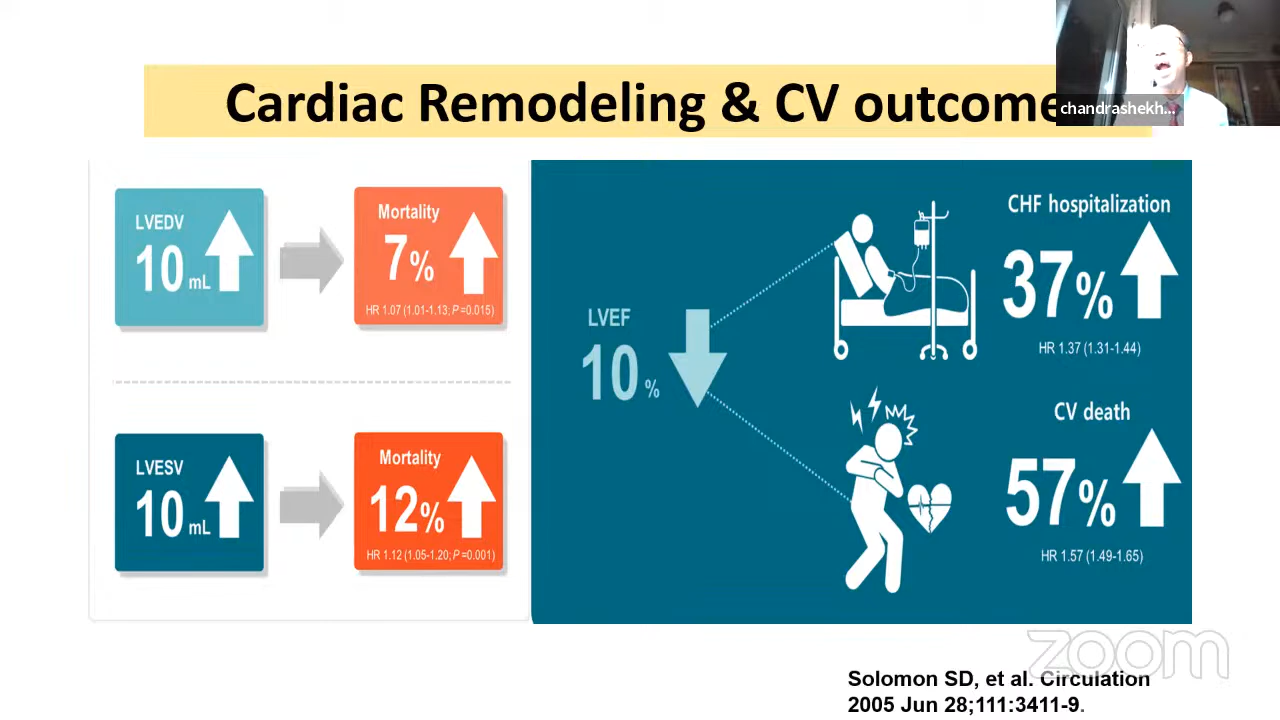 Cardiac Remodeling & CV outcome
chandrashekh...
LVEDV
10 mL
Mortality
7%
HR 1.07 (1.01-1.13; P=0.015)
LVESV
10 mL
Mortality
12%
HR 1.12 (1.05-1.20; P=0.001)
LVEF
10 %
CHF hospitalization
37%
HR 1.37 (1.31-1.44)
CV death
57%
HR 1.57 (1.49-1.65)
zoom
Solomon SD, et al. Circulation
2005 Jun 28;111:3411-9.